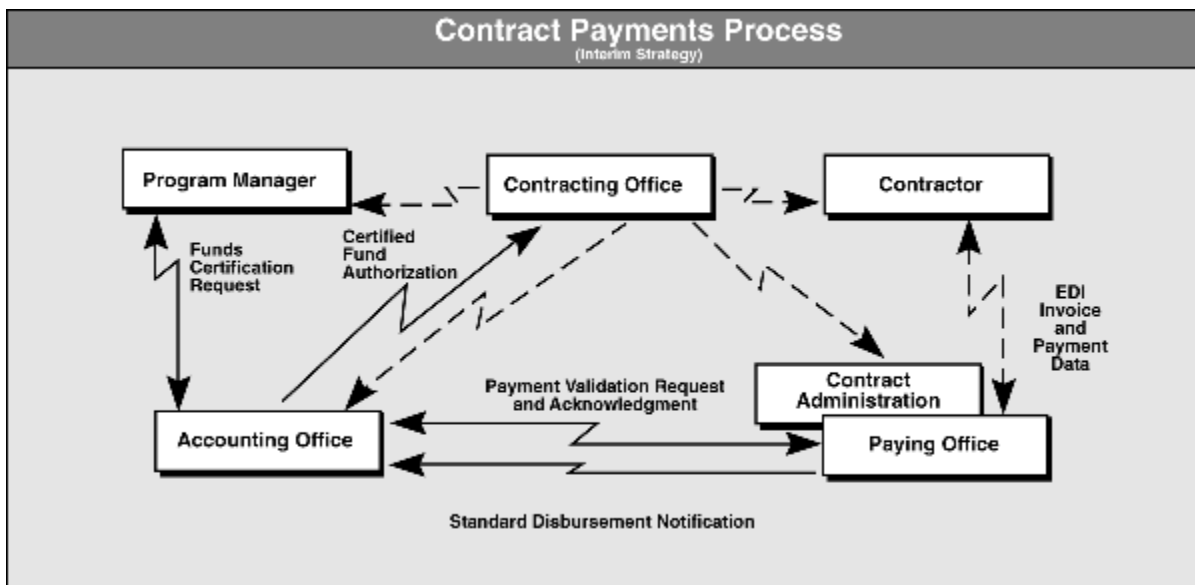 Contract Payments Process
(Interim Strategy)
Program Manager
Contracting Office
Contractor
Funds
Certification
Request
Certified
Fund
Authorization
EDI
Invoice
and
Payment
Data
Payment Validation Request
and Acknowledgment
Contract
Administration
Accounting Office
Paying Office
Standard Disbursement Notification